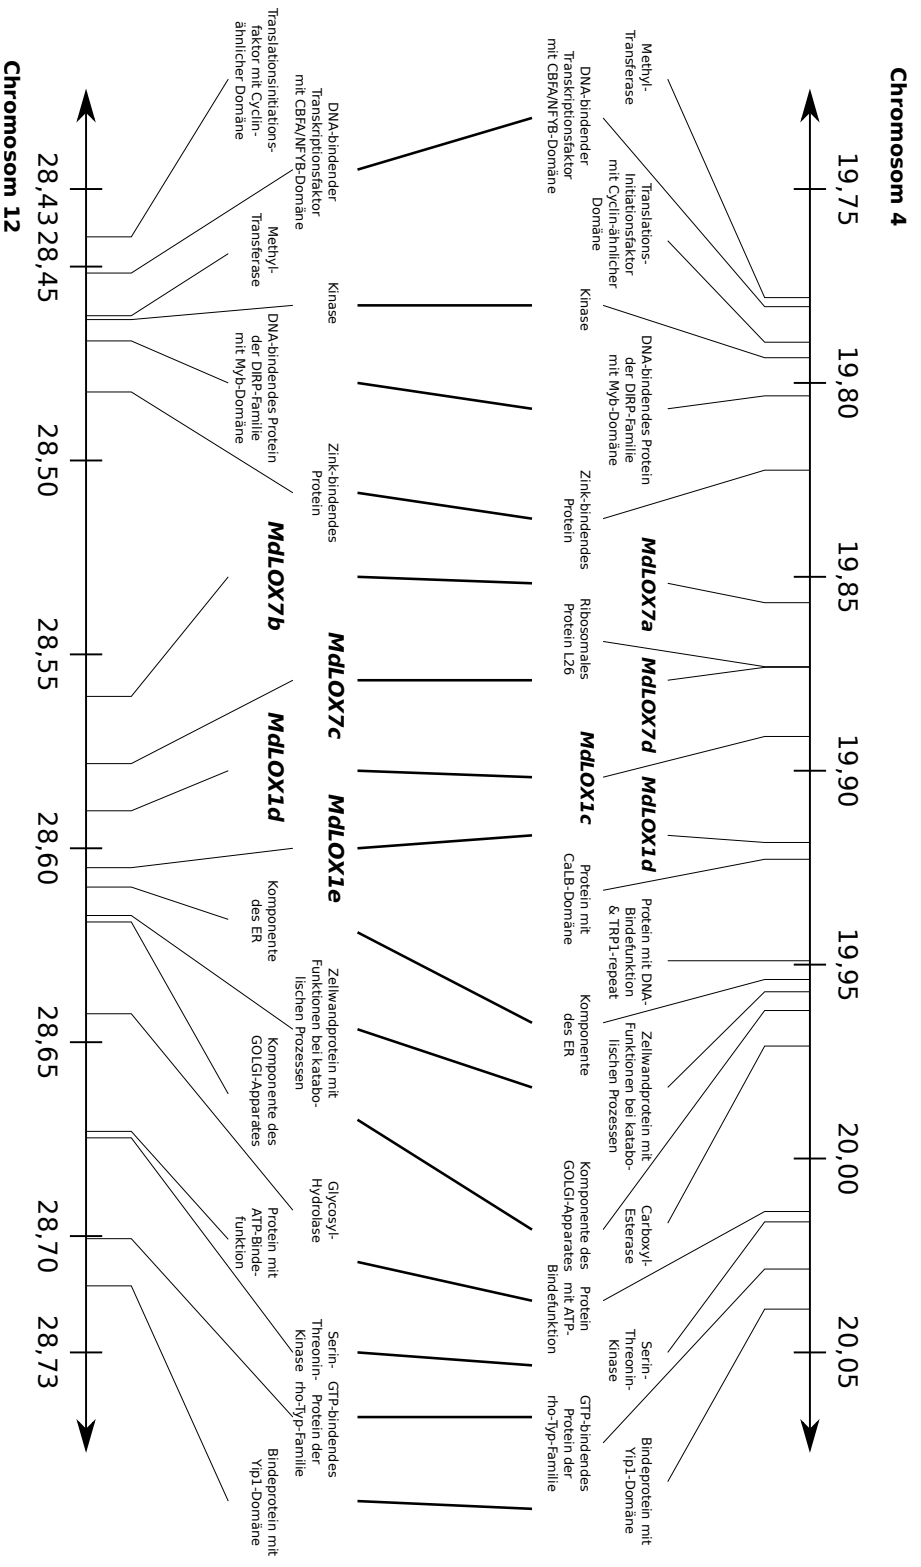 Chromosom 4
19,75
19,80
19,85
19,90
19,95
20,00
20,05
Methyl-
Transferase
Translations-
Initiationsfaktor
mit Cyclin-ähnlicher
Domäne
DNA-bindendes Protein
der DIRP-Familie
mit Myb-Domäne
MdLOX7a
MdLOX7d
MdLOX1d
Protein mit DNA-
Bindefunktion
& TRP1-repeat
Zellwandprotein mit
Funktionen bei katabo-
lischen Prozessen
Carboxyl-
Esterase
Serin-
Threonin-
Kinase
Bindeprotein mit
Yip1-Domäne
DNA-bindender
Transkriptionsfaktor
mit CBFA/NFYB-Domäne
Kinase
Zink-bindendes
Protein
Ribosomales
Protein L26
MdLOX1c
Protein mit
CaLB-Domäne
Komponente
des ER
Komponente des
GOLGI-Apparates
Protein
mit ATP-
Bindefunktion
GTP-bindendes
Protein der
rho-Typ-Familie
DNA-bindender
Transkriptionsfaktor
mit CBFA/NFYB-Domäne
Kinase
Zink-bindendes
Protein
MdLOX7c
MdLOX1e
Zellwandprotein mit
Funktionen bei katabo-
lischen Prozessen
Glycosyl-
Hydrolase
Serin-
Threonin-
Kinase
GTP-bindendes
Protein der
rho-Typ-Familie
Translationsinitiations-
faktor mit Cyclin-
ähnlicher Domäne
Methyl-
Transferase
DNA-bindendes Protein
der DIRP-Familie
mit Myb-Domäne
MdLOX7b
MdLOX1d
Komponente
des ER
Komponente des
GOLGI-Apparates
Protein mit
ATP-Binde-
funktion
Bindeprotein mit
Yip1-Domäne
28,43
28,45
28,50
28,55
28,60
28,65
28,70
28,73
Chromosom 12